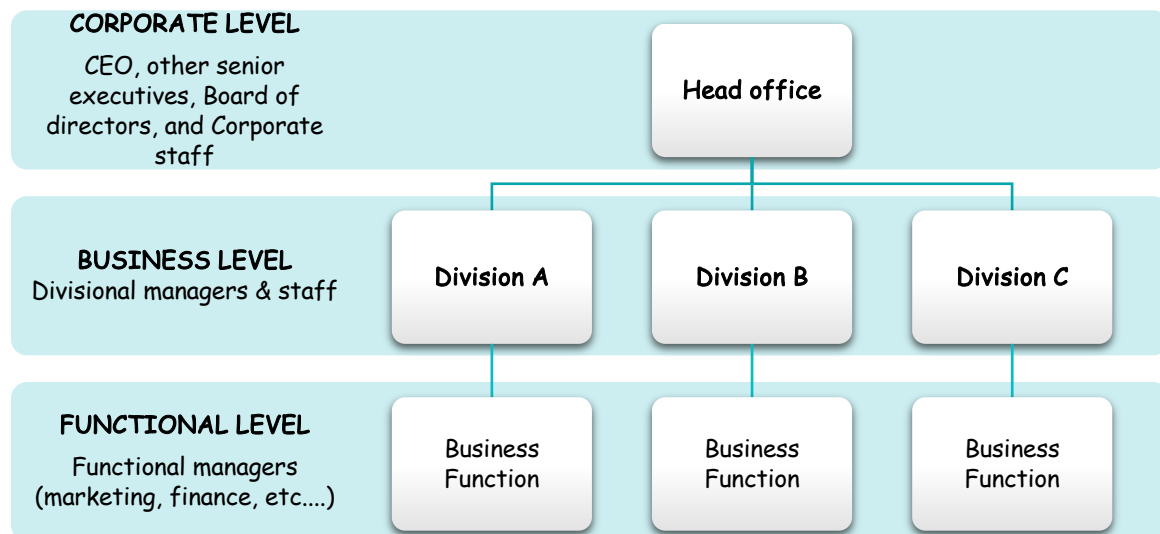 CORPORATE LEVEL
CEO, other senior
executives, Board of
directors, and Corporate
staff
Head office
BUSINESS LEVEL
Divisional managers & staff
Division A
Division B
Division C
FUNCTIONAL LEVEL
Functional managers
(marketing, finance, etc....)
Business
Function
Business
Function
Business
Function